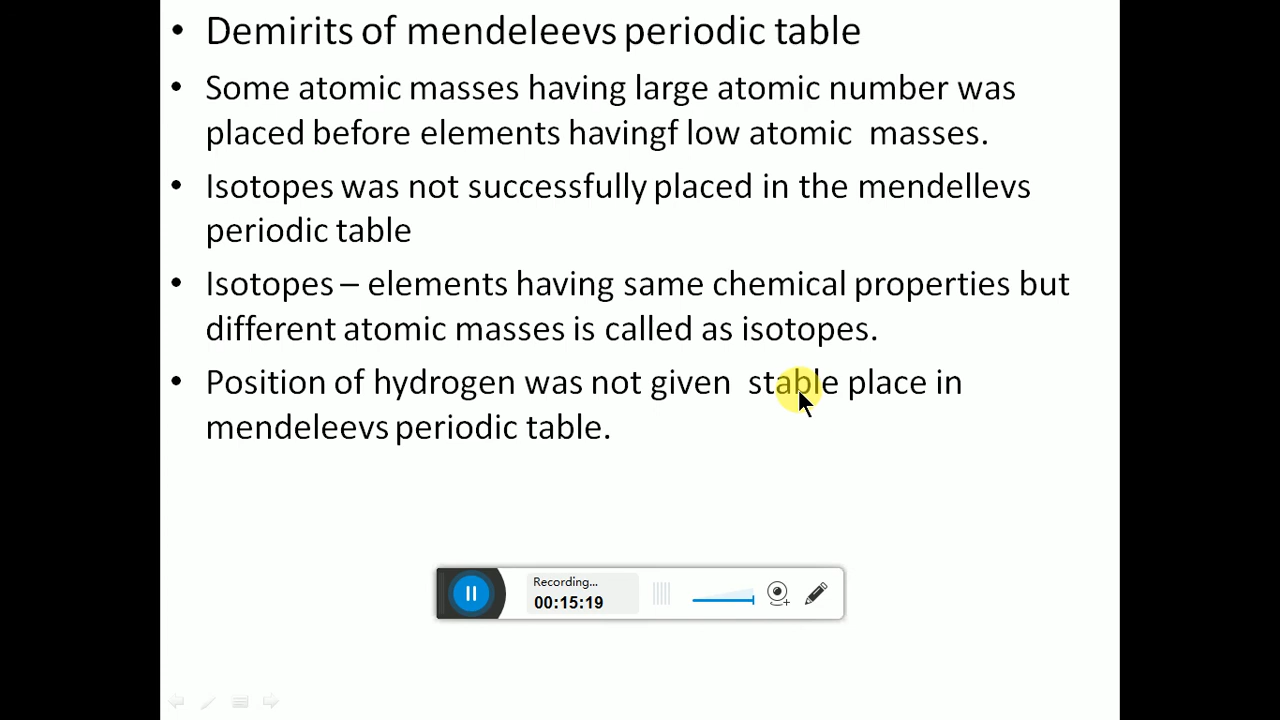 • Demirits of mendeleevs periodic table
• Some atomic masses having large atomic number was
placed before elements havingf low atomic masses.
• Isotopes was not successfully placed in the mendellevs
periodic table
• Isotopes – elements having same chemical properties but
different atomic masses is called as isotopes.
• Position of hydrogen was not given stable place in
mendeleevs periodic table.
Recording...
00:15:19